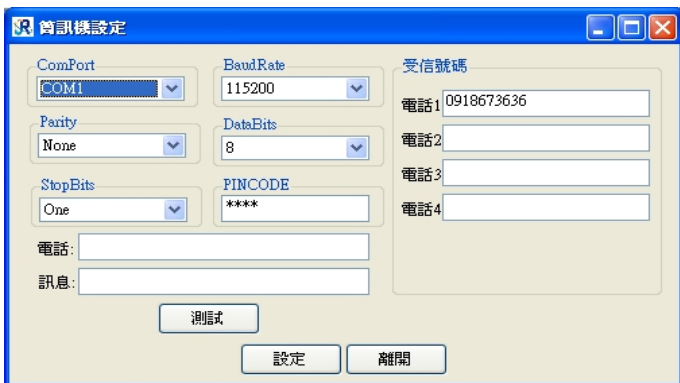 簡訊機設定
ComPort
COM1
BaudRate
115200
Parity
None
DataBits
8
StopBits
One
PINCODE
****
電話:
訊息:
測試
受信號碼
電話1 0918673636
電話2
電話3
電話4
設定 離開